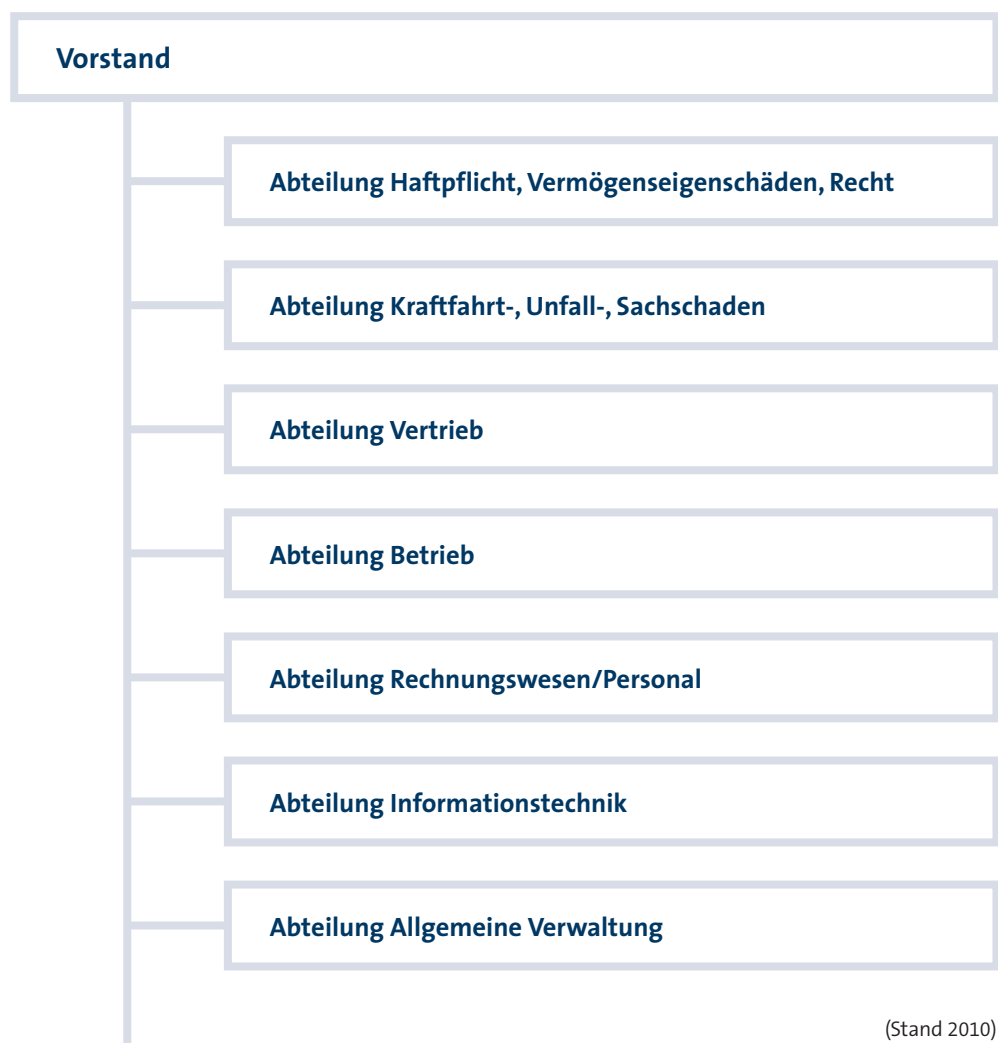 Vorstand
Abteilung Haftpflicht, Vermögenseigenschäden, Recht
Abteilung Kraftfahrt-, Unfall-, Sachschaden
Abteilung Vertrieb
Abteilung Betrieb
Abteilung Rechnungswesen/Personal
Abteilung Informationstechnik
Abteilung Allgemeine Verwaltung
(Stand 2010)